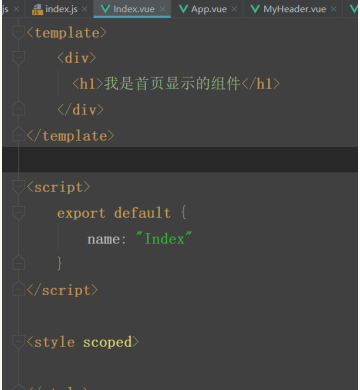 js × index.js × Index.vue × App.vue × MyHeader.vue ×
<template>
<div>
<h1>我是首页显示的组件</h1>
</div>
</template>
<script>
export default {
name: "Index"
}
</script>
<style scoped>